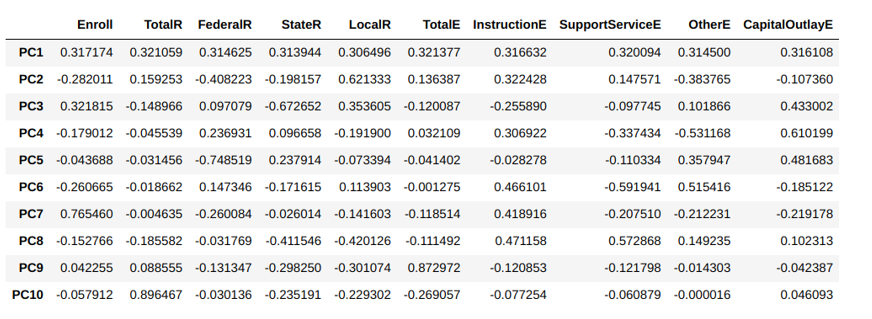 Enroll TotalR FederalR StateR LocalR TotalE InstructionE SupportServiceE OtherE CapitalOutlayE
PC1 0.317174 0.321059 0.314625 0.313944 0.306496 0.321377 0.316632 0.320094 0.314500 0.316108
PC2 -0.282011 0.159253 -0.408223 -0.198157 0.621333 0.136387 0.322428 0.147571 -0.383765 -0.107360
PC3 0.321815 -0.148966 0.097079 -0.672652 0.353605 -0.120087 -0.255890 -0.097745 0.101866 0.433002
PC4 -0.179012 -0.045539 0.236931 0.096658 -0.191900 0.032109 0.306922 -0.337434 -0.531168 0.610199
PC5 -0.043688 -0.031456 -0.748519 0.237914 -0.073394 -0.041402 -0.028278 -0.110334 0.357947 0.481683
PC6 -0.260665 -0.018662 0.147346 -0.171615 0.113903 -0.001275 0.466101 -0.591941 0.515416 -0.185122
PC7 0.765460 -0.004635 -0.260084 -0.026014 -0.141603 -0.118514 0.418916 -0.207510 -0.212231 -0.219178
PC8 -0.152766 -0.185582 -0.031769 -0.411546 -0.420126 -0.111492 0.471158 0.572868 0.149235 0.102313
PC9 0.042255 0.088555 -0.131347 -0.298250 -0.301074 0.872972 -0.120853 -0.121798 -0.014303 -0.042387
PC10 -0.057912 0.896467 -0.030136 -0.235191 -0.229302 -0.269057 -0.077254 -0.060879 -0.000016 0.046093